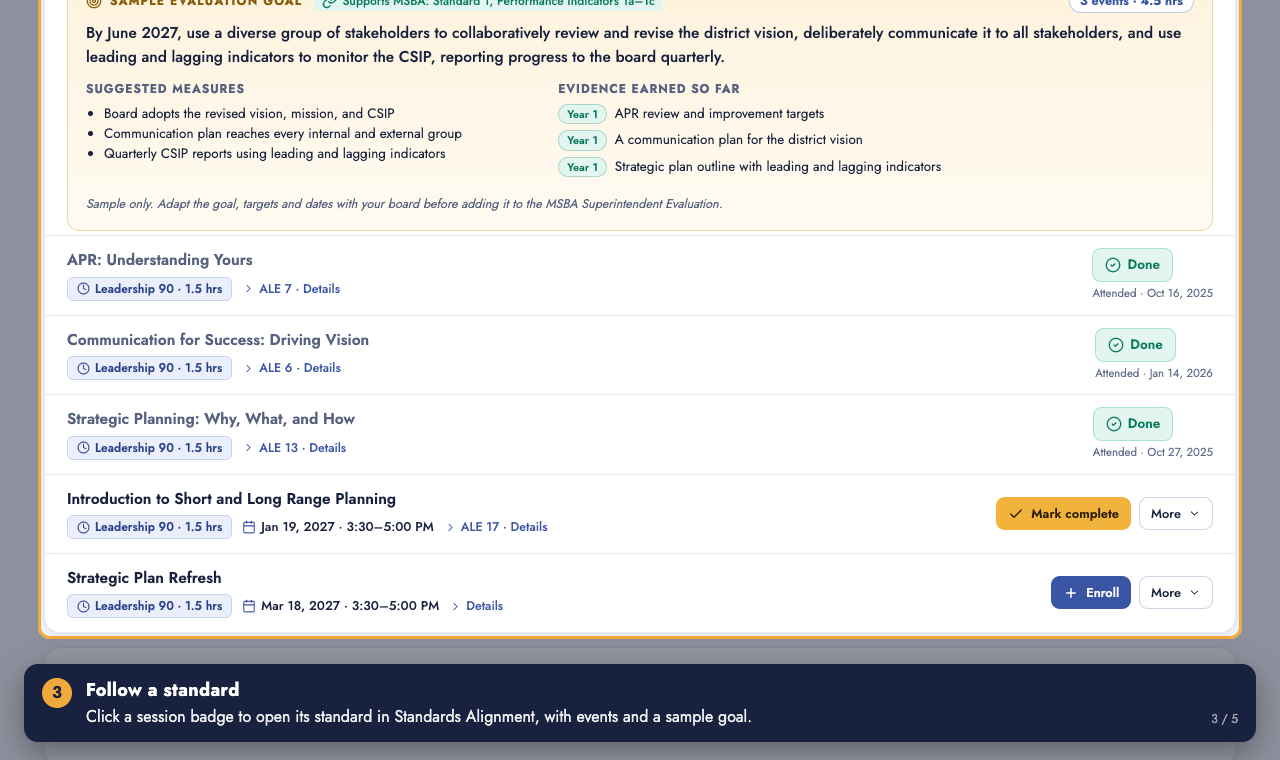 SAMPLE EVALUATION GOAL Supports MSBA: Standard 1, Performance Indicators 1a–1c 3 events · 4.5 hrs
By June 2027, use a diverse group of stakeholders to collaboratively review and revise the district vision, deliberately communicate it to all stakeholders, and use
leading and lagging indicators to monitor the CSIP, reporting progress to the board quarterly.
SUGGESTED MEASURES
• Board adopts the revised vision, mission, and CSIP
• Communication plan reaches every internal and external group
• Quarterly CSIP reports using leading and lagging indicators
EVIDENCE EARNED SO FAR
Year 1 APR review and improvement targets
Year 1 A communication plan for the district vision
Year 1 Strategic plan outline with leading and lagging indicators
Sample only. Adapt the goal, targets and dates with your board before adding it to the MSBA Superintendent Evaluation.
APR: Understanding Yours
Leadership 90 · 1.5 hrs ALE 7 · Details
Done
Attended · Oct 16, 2025
Communication for Success: Driving Vision
Leadership 90 · 1.5 hrs ALE 6 · Details
Done
Attended · Jan 14, 2026
Strategic Planning: Why, What, and How
Leadership 90 · 1.5 hrs ALE 13 · Details
Done
Attended · Oct 27, 2025
Introduction to Short and Long Range Planning
Leadership 90 · 1.5 hrs Jan 19, 2027 · 3:30–5:00 PM ALE 17 · Details
Mark complete More
Strategic Plan Refresh
Leadership 90 · 1.5 hrs Mar 18, 2027 · 3:30–5:00 PM Details
Enroll More
3 Follow a standard
Click a session badge to open its standard in Standards Alignment, with events and a sample goal.
3 / 5